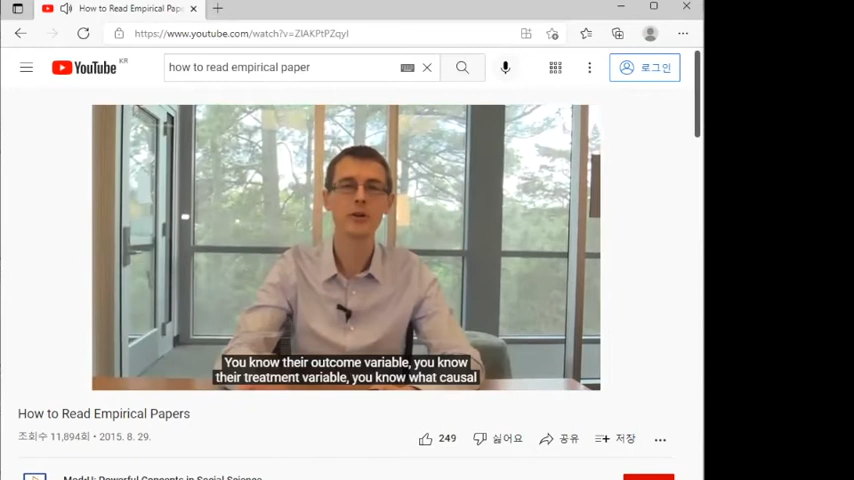 How to Read Empirical Pape
https://www.youtube.com/watch?v=ZIAKPtPZqyI
YouTube KR
how to read empirical paper
로그인
You know their outcome variable, you know
their treatment variable, you know what causal
How to Read Empirical Papers
조회수 11,894회 • 2015. 8. 29.
249
싫어요
공유
저장
ModU: Powerful Concepts in Social Science